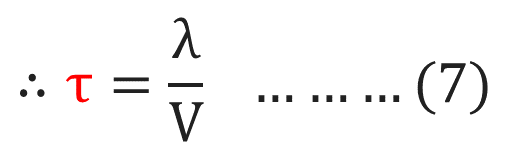 ∴ τ = λ/V ... ... ... (7)